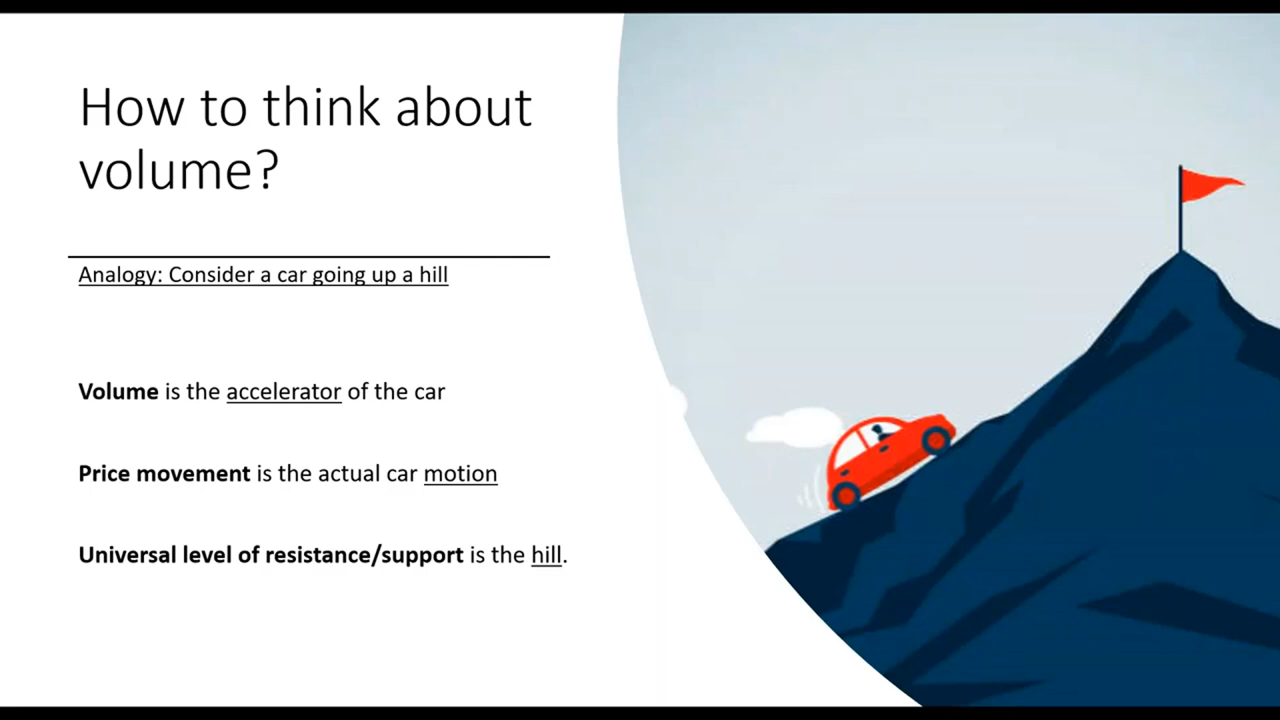 How to think about
volume?
Analogy: Consider a car going up a hill
Volume is the accelerator of the car
Price movement is the actual car motion
Universal level of resistance/support is the hill.